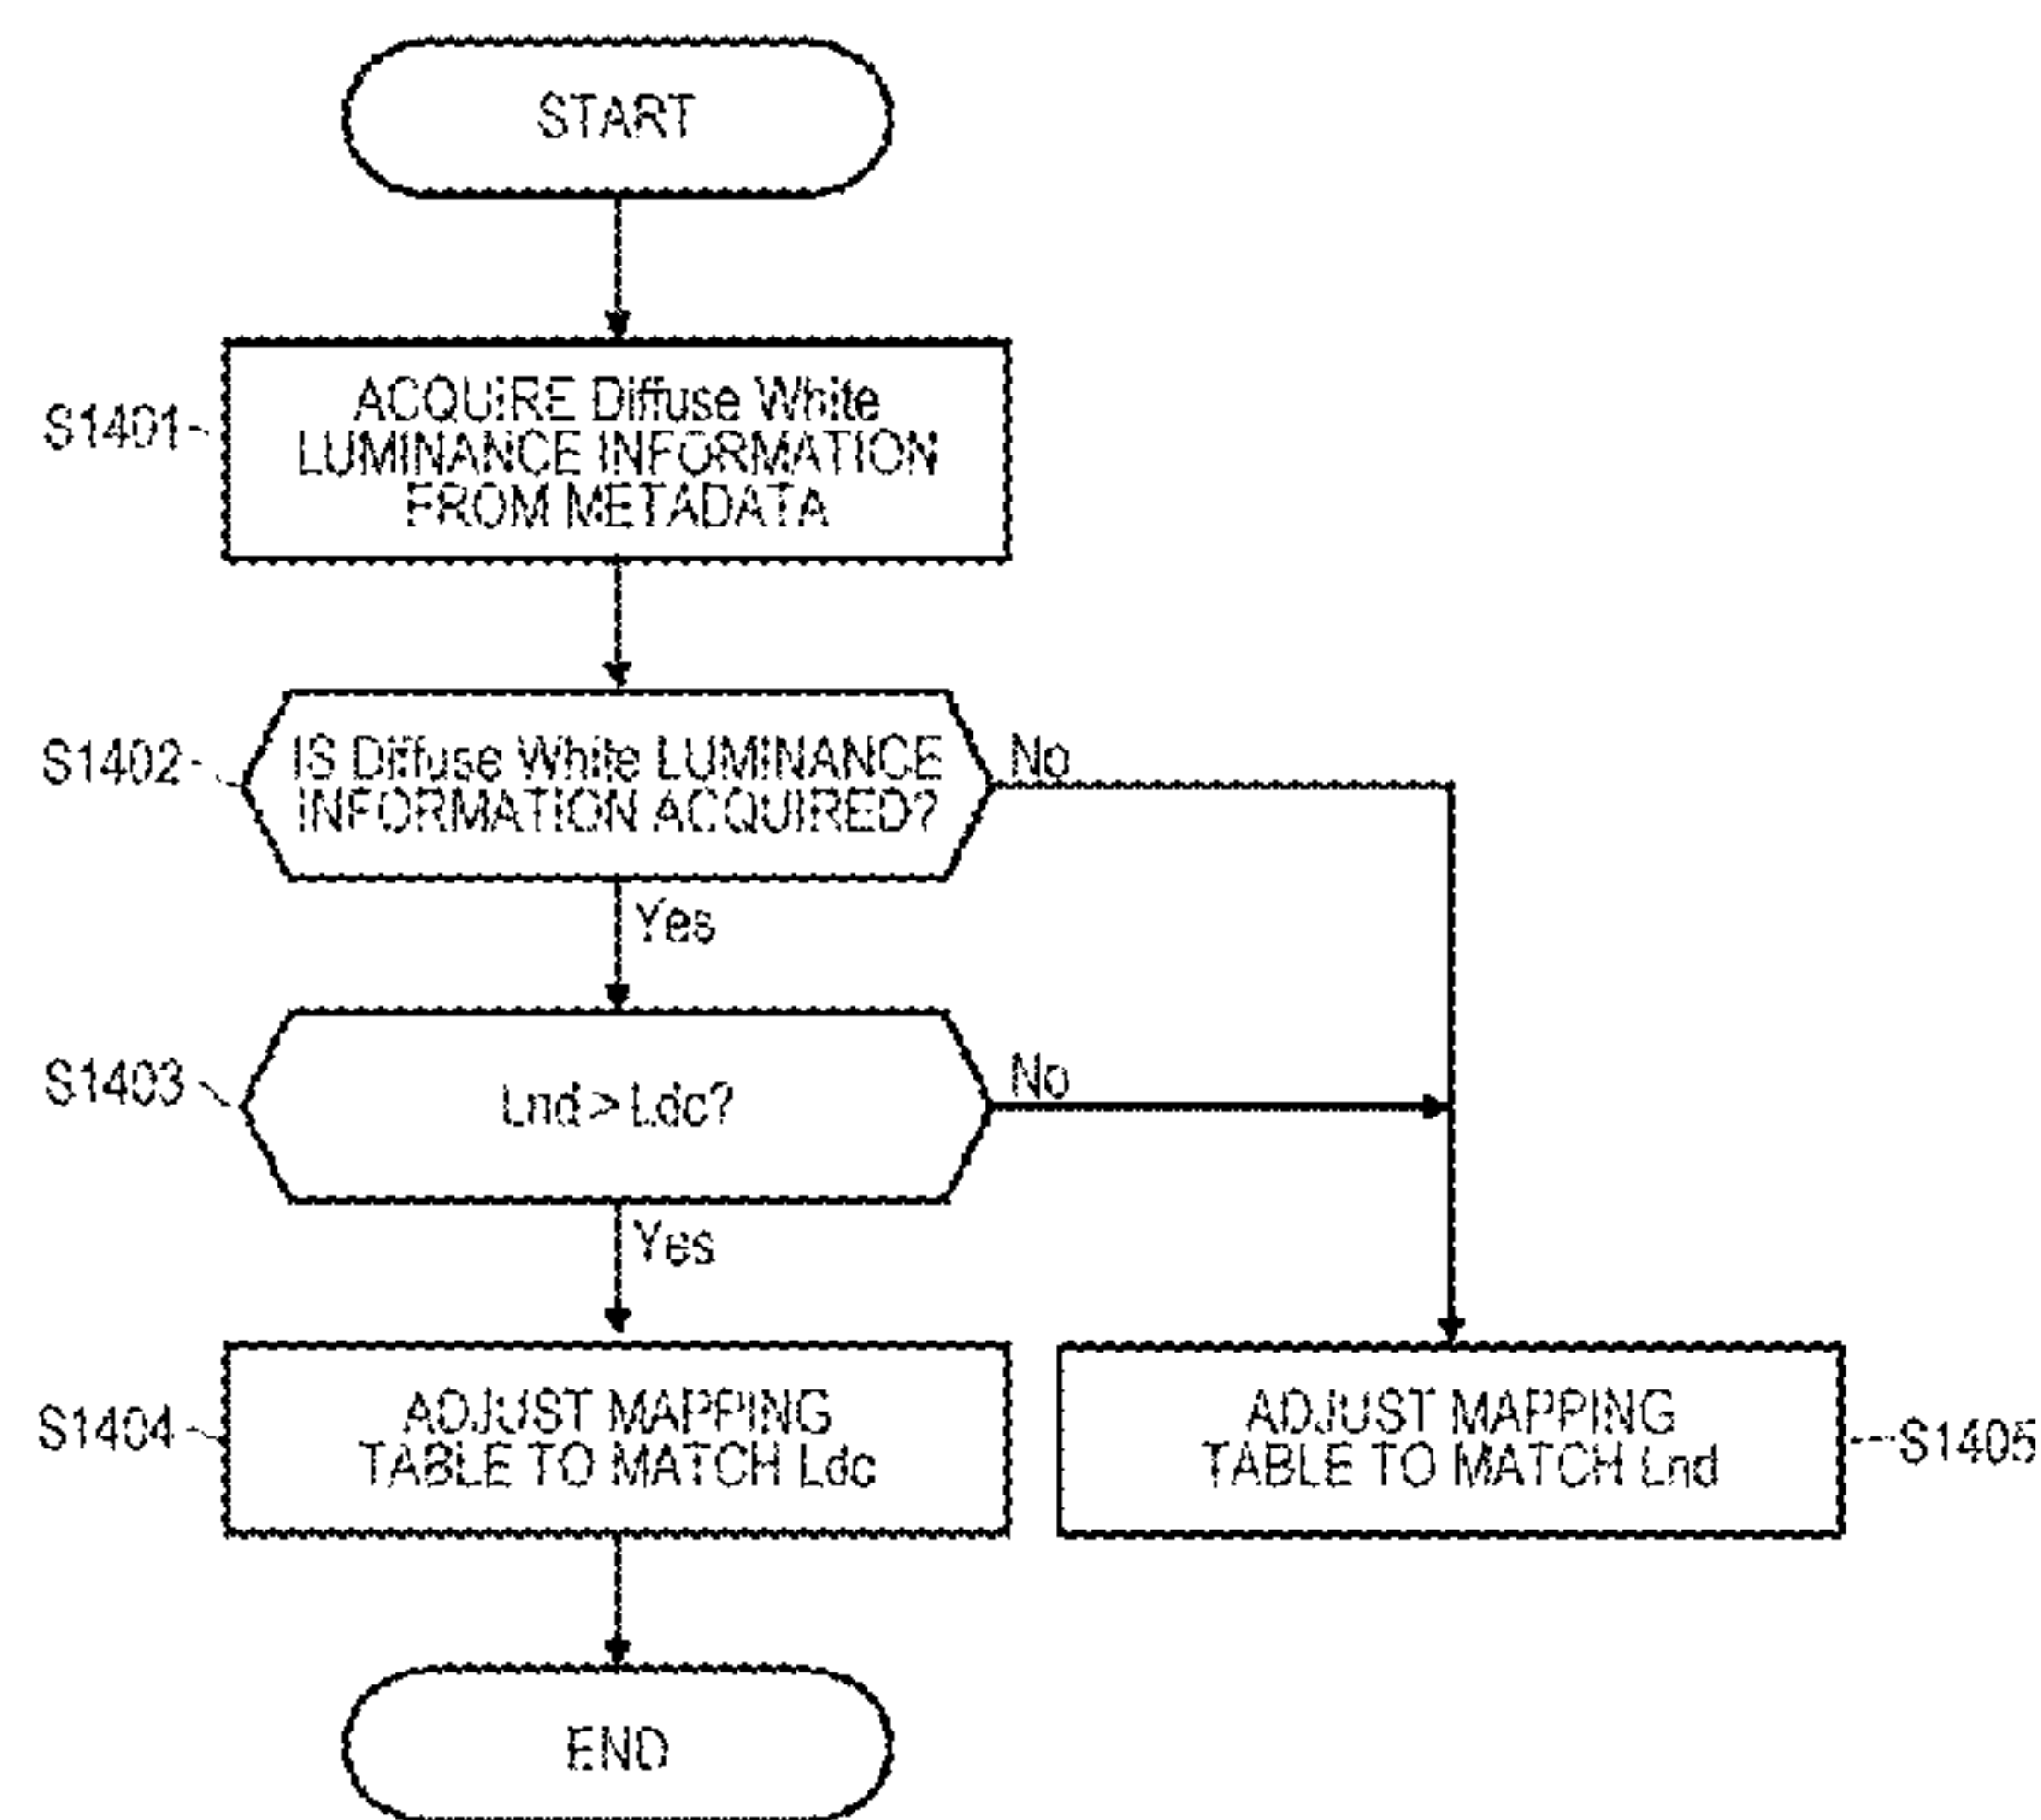 START
S1401
ACQUIRE Diffuse White
LUMINANCE INFORMATION
FROM METADATA
S1402
IS Diffuse White LUMINANCE
INFORMATION ACQUIRED?
No
Yes
S1403
Lnd > Ldc?
No
Yes
S1404
ADJUST MAPPING
TABLE TO MATCH Ldc
ADJUST MAPPING
TABLE TO MATCH Lnd
S1405
END